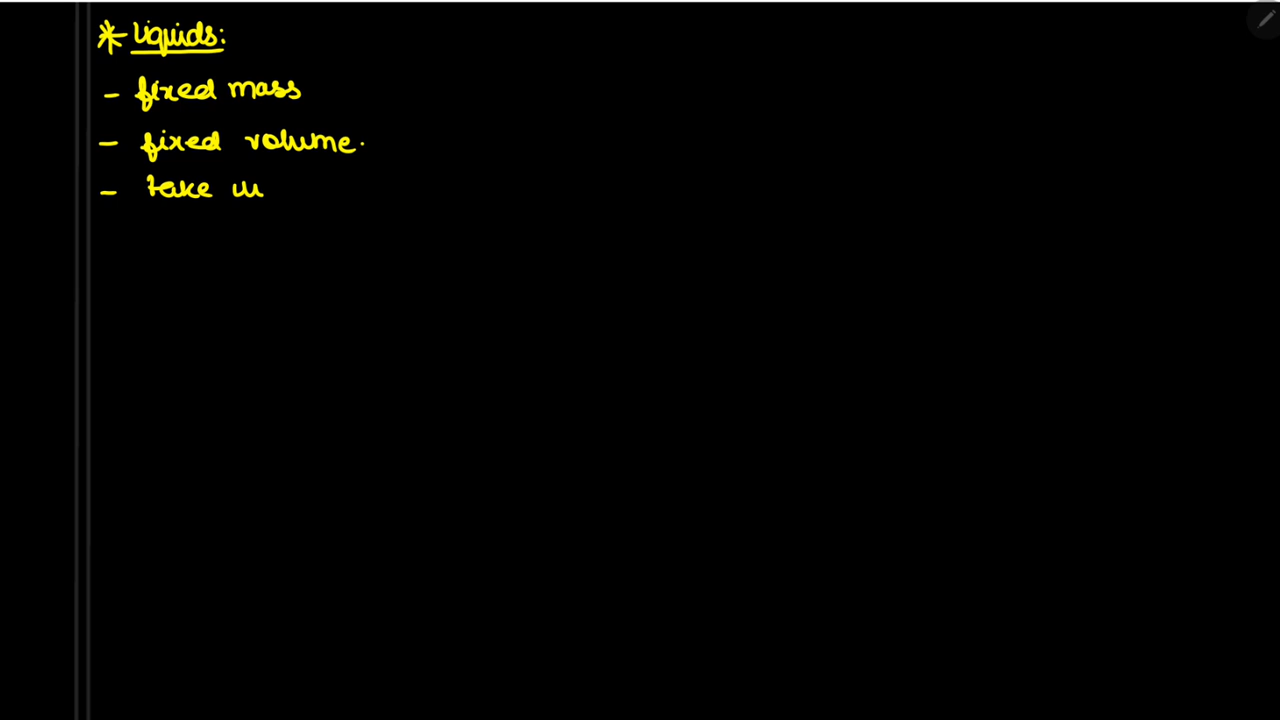 * Liquids:
- fixed mass
- fixed volume.
- take